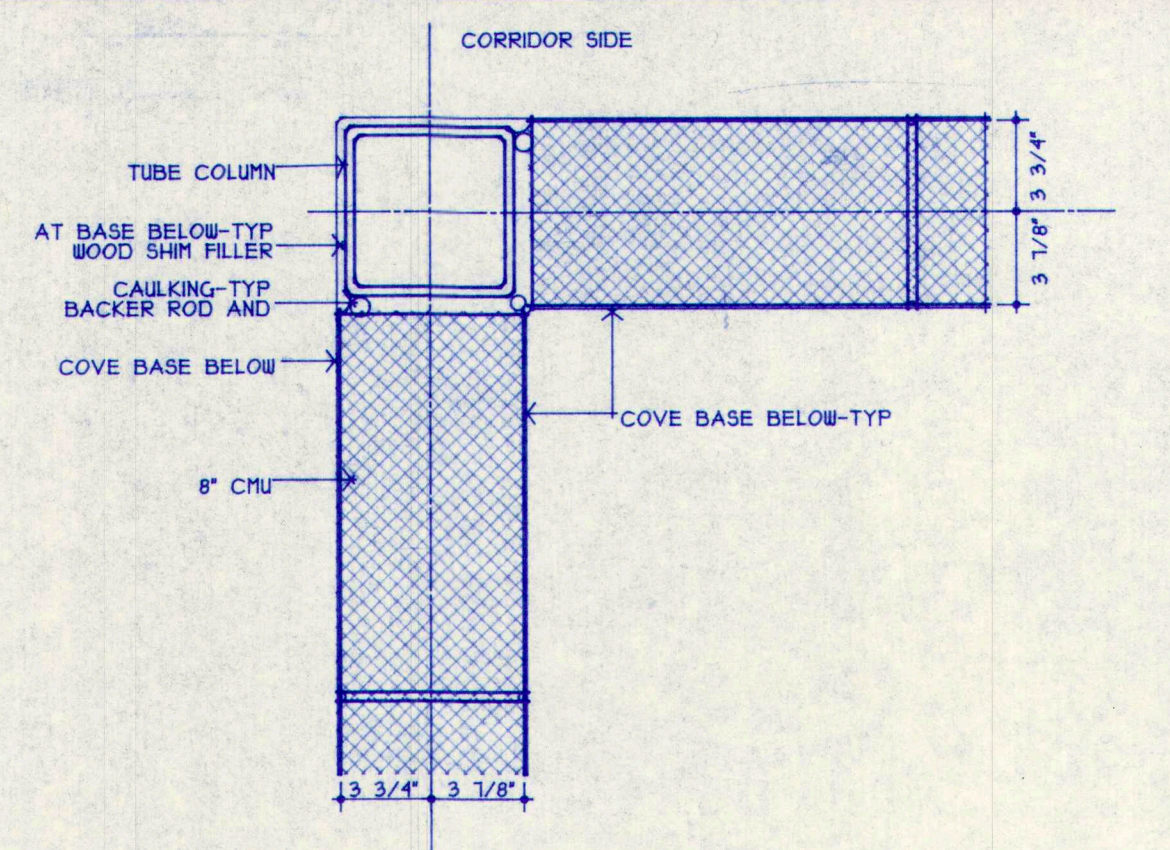 CORRIDOR SIDE
TUBE COLUMN
AT BASE BELOW-TYP
WOOD SHIM FILLER
CAULKING-TYP
BACKER ROD AND
COVE BASE BELOW
8" CMU
COVE BASE BELOW-TYP
3 3/4"
3 7/8"
3 3/4"
3 7/8"